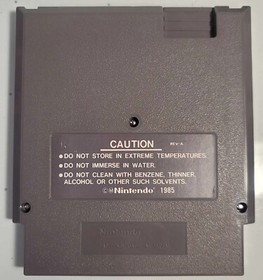 CAUTION REV-A
•DO NOT STORE IN EXTREME TEMPERATURES.
•DO NOT IMMERSE IN WATER.
•DO NOT CLEAN WITH BENZENE, THINNER,
ALCOHOL OR OTHER SUCH SOLVENTS.
©®Nintendo® 1985